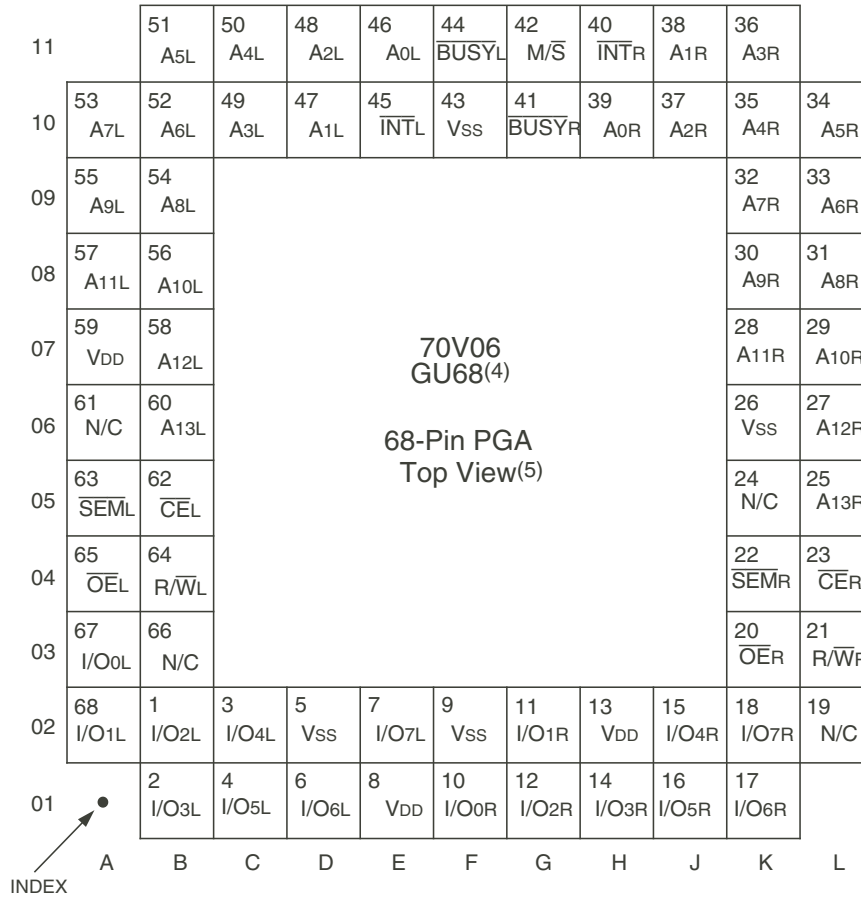 11 51 A5L 50 A4L 48 A2L 46 A0L 44 BUSYL 42 M/S 40 INTR 38 A1R 36 A3R
10 53 A7L 52 A6L 49 A3L 47 A1L 45 INTL 43 VSS 41 BUSYR 39 A0R 37 A2R 35 A4R 34 A5R
09 55 A9L 54 A8L 32 A7R 33 A6R
08 57 A11L 56 A10L 30 A9R 31 A8R
07 59 VDD 58 A12L 28 A11R 29 A10R
70V06
GU68(4)
06 61 N/C 60 A13L 26 VSS 27 A12R
68-Pin PGA
Top View(5)
05 63 SEML 62 CEL 24 N/C 25 A13R
04 65 OEL 64 R/WL 22 SEMR 23 CER
03 67 I/O0L 66 N/C 20 OER 21 R/WR
02 68 I/O1L 1 I/O2L 3 I/O4L 5 VSS 7 I/O7L 9 VSS 11 I/O1R 13 VDD 15 I/O4R 18 I/O7R 19 N/C
01 2 I/O3L 4 I/O5L 6 I/O6L 8 VDD 10 I/O0R 12 I/O2R 14 I/O3R 16 I/O5R 17 I/O6R
A B C D E F G H J K L
INDEX